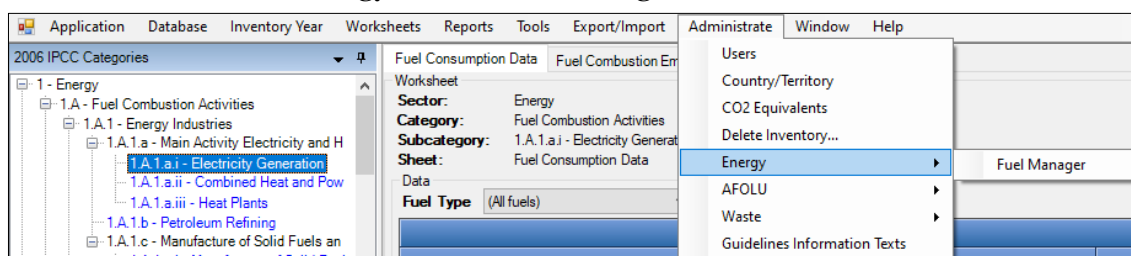 ergy
Application Database Inventory Year Worksheets Reports Tools Export/Import Administrate Window Help
2006 IPCC Categories
1 - Energy
1.A - Fuel Combustion Activities
1.A.1 - Energy Industries
1.A.1.a - Main Activity Electricity and H
1.A.1.a.i - Electricity Generation
1.A.1.a.ii - Combined Heat and Pow
1.A.1.a.iii - Heat Plants
1.A.1.b - Petroleum Refining
1.A.1.c - Manufacture of Solid Fuels an
Fuel Consumption Data Fuel Combustion Em
Worksheet
Sector: Energy
Category: Fuel Combustion Activities
Subcategory: 1.A.1.a.i - Electricity Generat
Sheet: Fuel Consumption Data
Data
Fuel Type (All fuels)
Users
Country/Territory
CO2 Equivalents
Delete Inventory...
Energy
Fuel Manager
AFOLU
Waste
Guidelines Information Texts